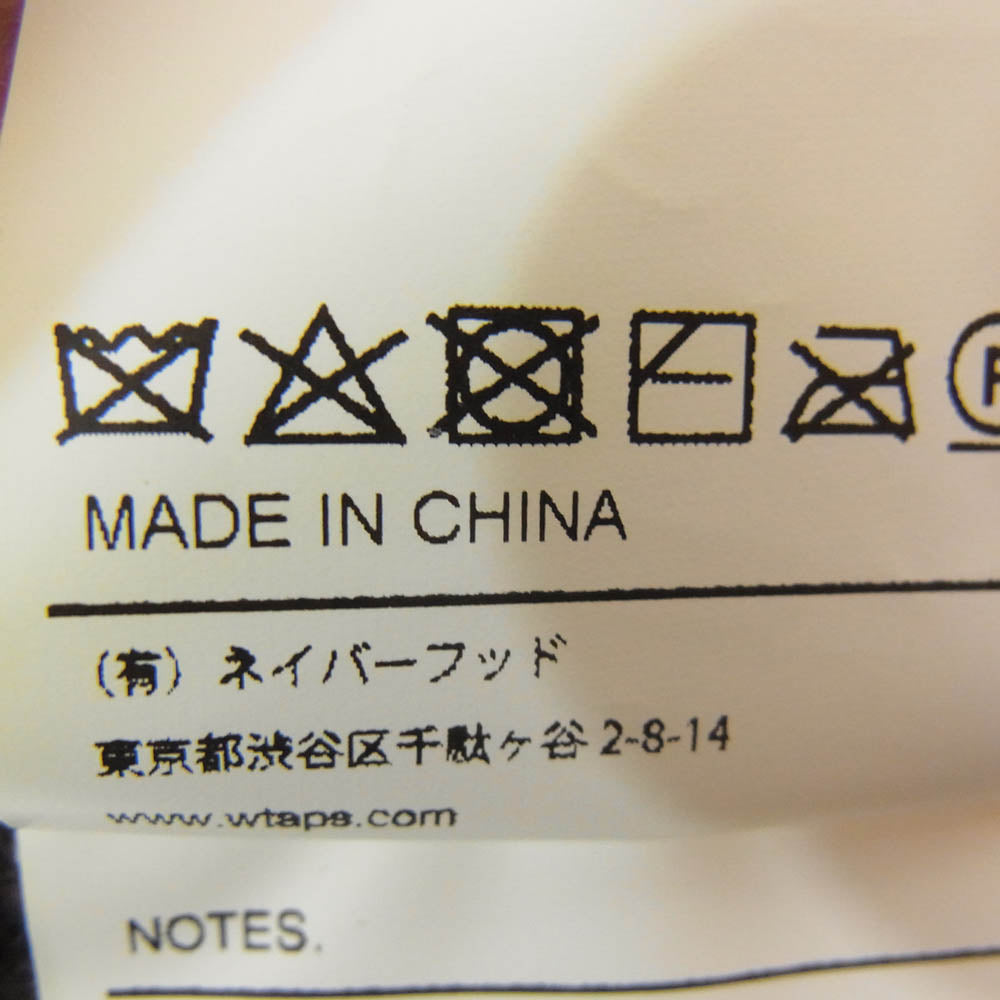 MADE IN CHINA
(有) ネイバーフッド
東京都渋谷区千駄ヶ谷 2-8-14
www.wtaps.com
NOTES.